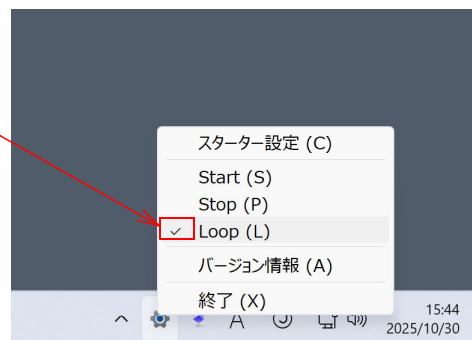 スターター設定 (C)
Start (S)
Stop (P)
Loop (L)
バージョン情報 (A)
終了 (X)
A
15:44
2025/10/30